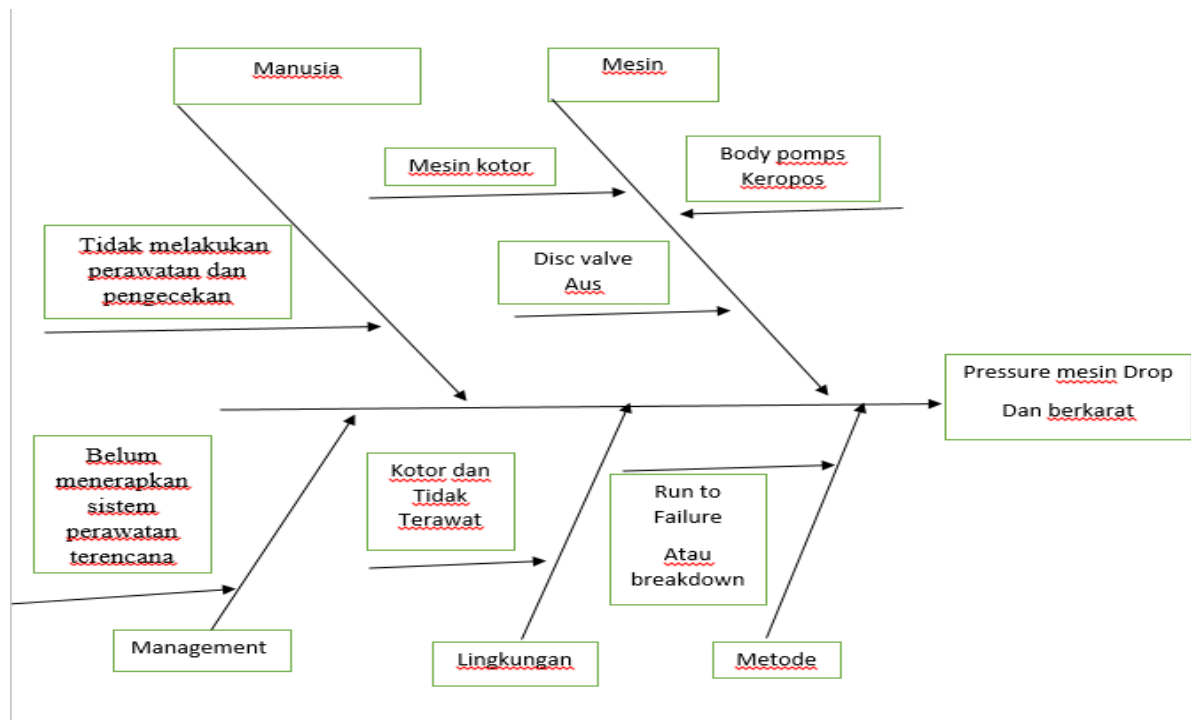 Manusia
Mesin
Mesin kotor
Body pomps
Keropos
Tidak melakukan
perawatan dan
pengecekan
Disc valve
Aus
Pressure mesin Drop
Dan berkarat
Belum
menerapkan
sistem
perawatan
terencana
Kotor dan
Tidak
Terawat
Run to
Failure
Atau
breakdown
Management
Lingkungan
Metode